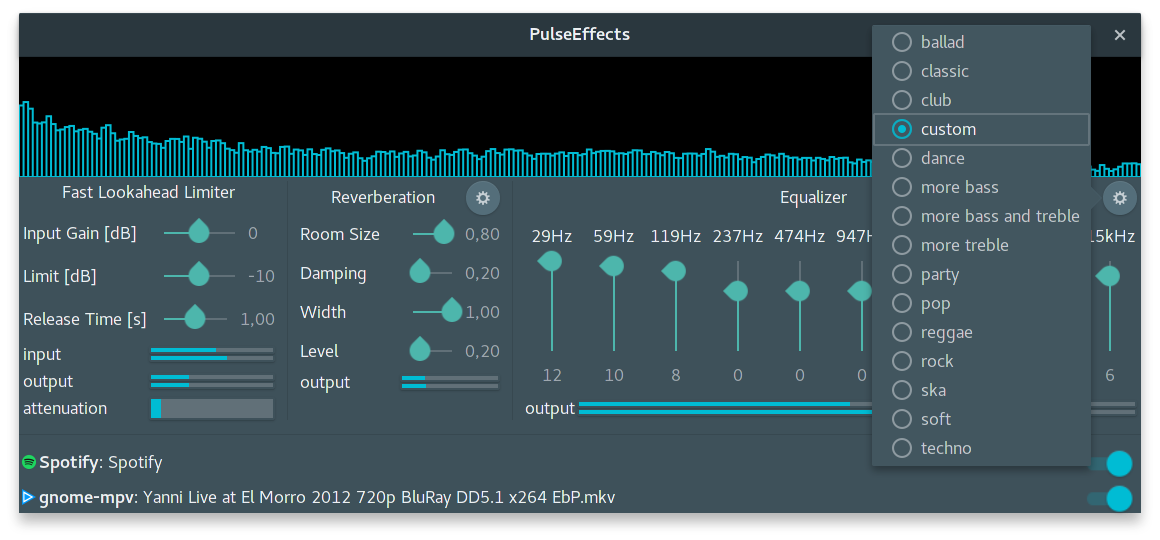 PulseEffects
Fast Lookahead Limiter
Input Gain [dB] 0
Limit [dB] -10
Release Time [s] 1,00
input
output
attenuation
Reverberation
Room Size 0,80
Damping 0,20
Width 1,00
Level 0,20
output
Equalizer
29Hz 59Hz 119Hz 237Hz 474Hz 947H 15kHz
12 10 8 0 0 0 6
output
ballad
classic
club
custom
dance
more bass
more bass and treble
more treble
party
pop
reggae
rock
ska
soft
techno
Spotify: Spotify
gnome-mpv: Yanni Live at El Morro 2012 720p BluRay DD5.1 x264 EbP.mkv